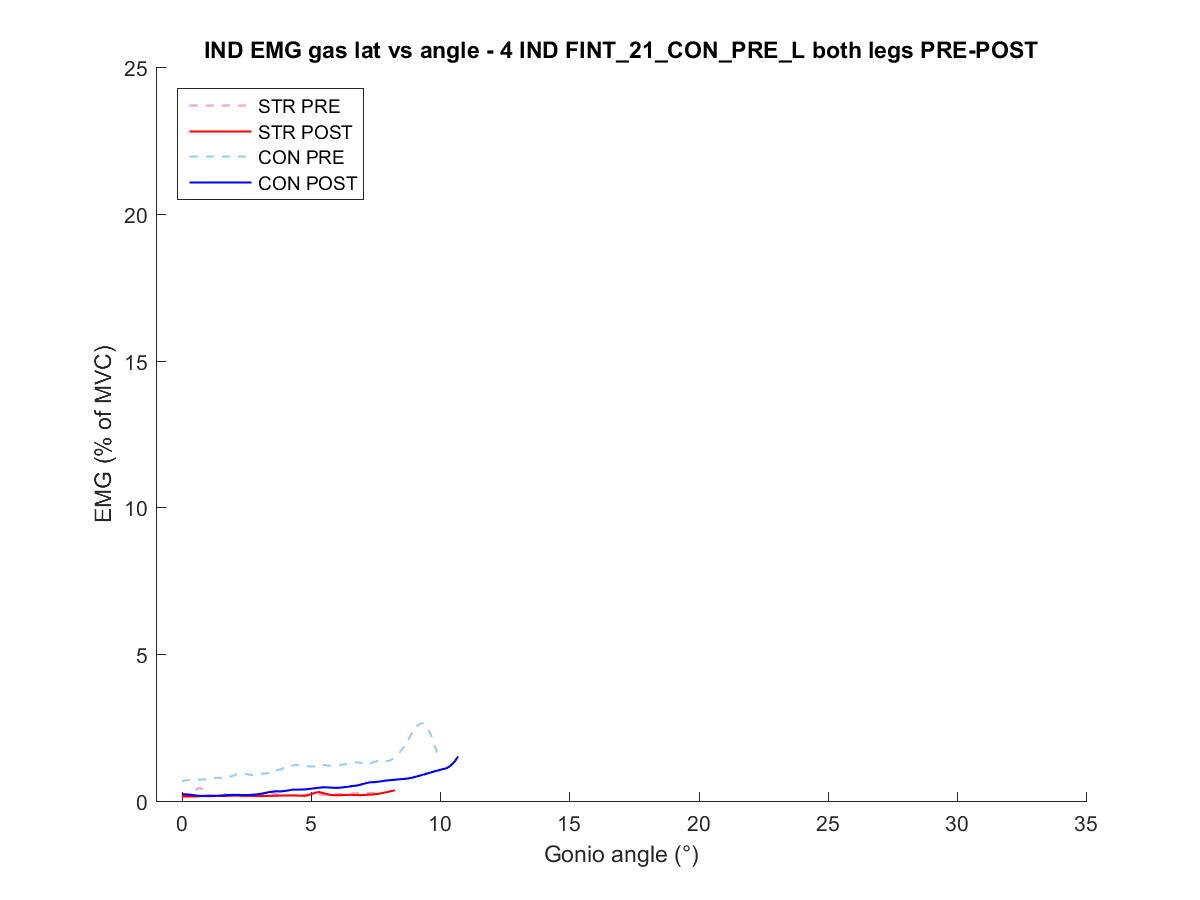 IND EMG gas lat vs angle - 4 IND FINT_21_CON_PRE_L both legs PRE-POST
25
20
15
10
5
0
EMG (% of MVC)
STR PRE
STR POST
CON PRE
CON POST
0 5 10 15 20 25 30 35
Gonio angle (°)